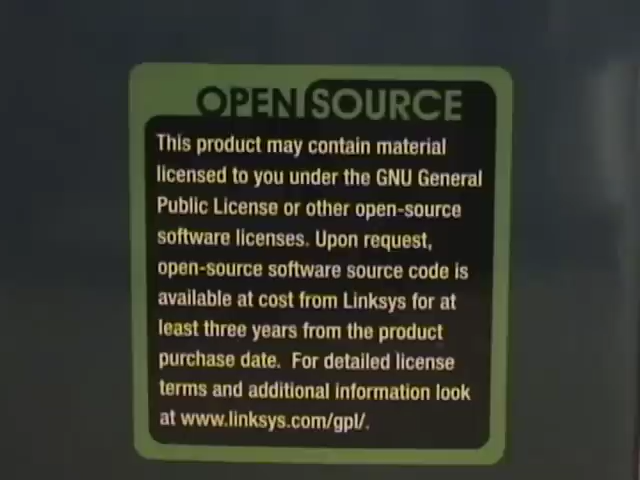 OPEN SOURCE
This product may contain material
licensed to you under the GNU General
Public License or other open-source
software licenses. Upon request,
open-source software source code is
available at cost from Linksys for at
least three years from the product
purchase date. For detailed license
terms and additional information look
at www.linksys.com/gpl/.